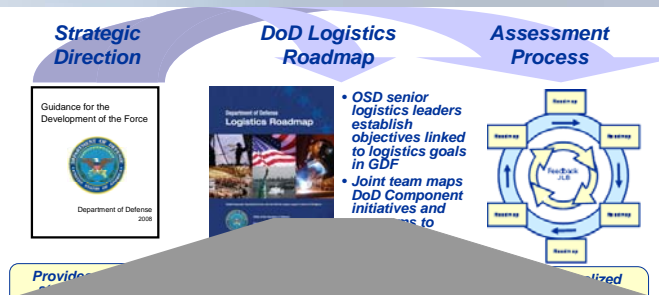 Strategic
Direction
DoD Logistics
Roadmap
Assessment
Process
Guidance for the
Development of the Force
Department of Defense
2008
Department of Defense
Logistics Roadmap
• OSD senior
logistics leaders
establish
objectives linked
to logistics goals
in GDF
• Joint team maps
DoD Component
initiatives and
to
Roadmap
Roadmap
Roadmap
Feedback
JLB
Roadmap
Roadmap
Roadmap
Provides